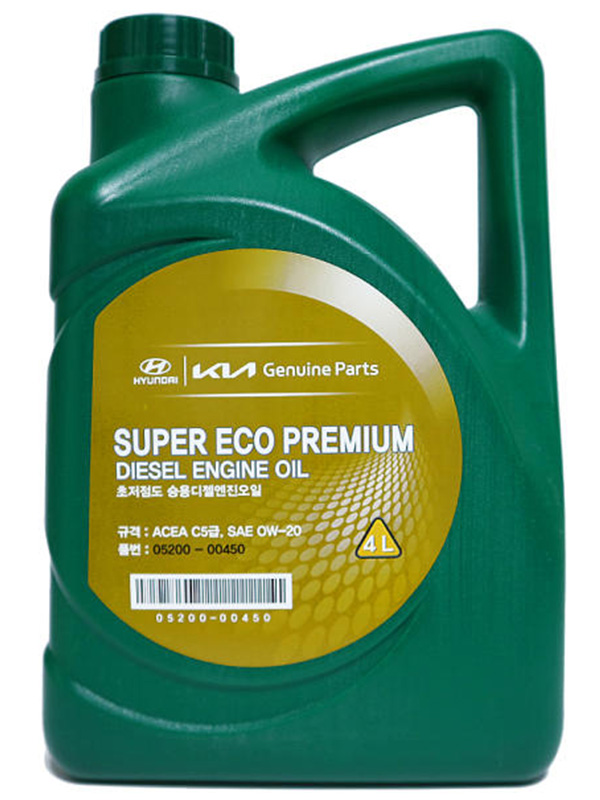 HYUNDAI KIA Genuine Parts
SUPER ECO PREMIUM
DIESEL ENGINE OIL
초저점도 승용디젤엔진오일
규격 : ACEA C5급, SAE 0W-20
품번 : 05200 - 00450
4L
05200-00450